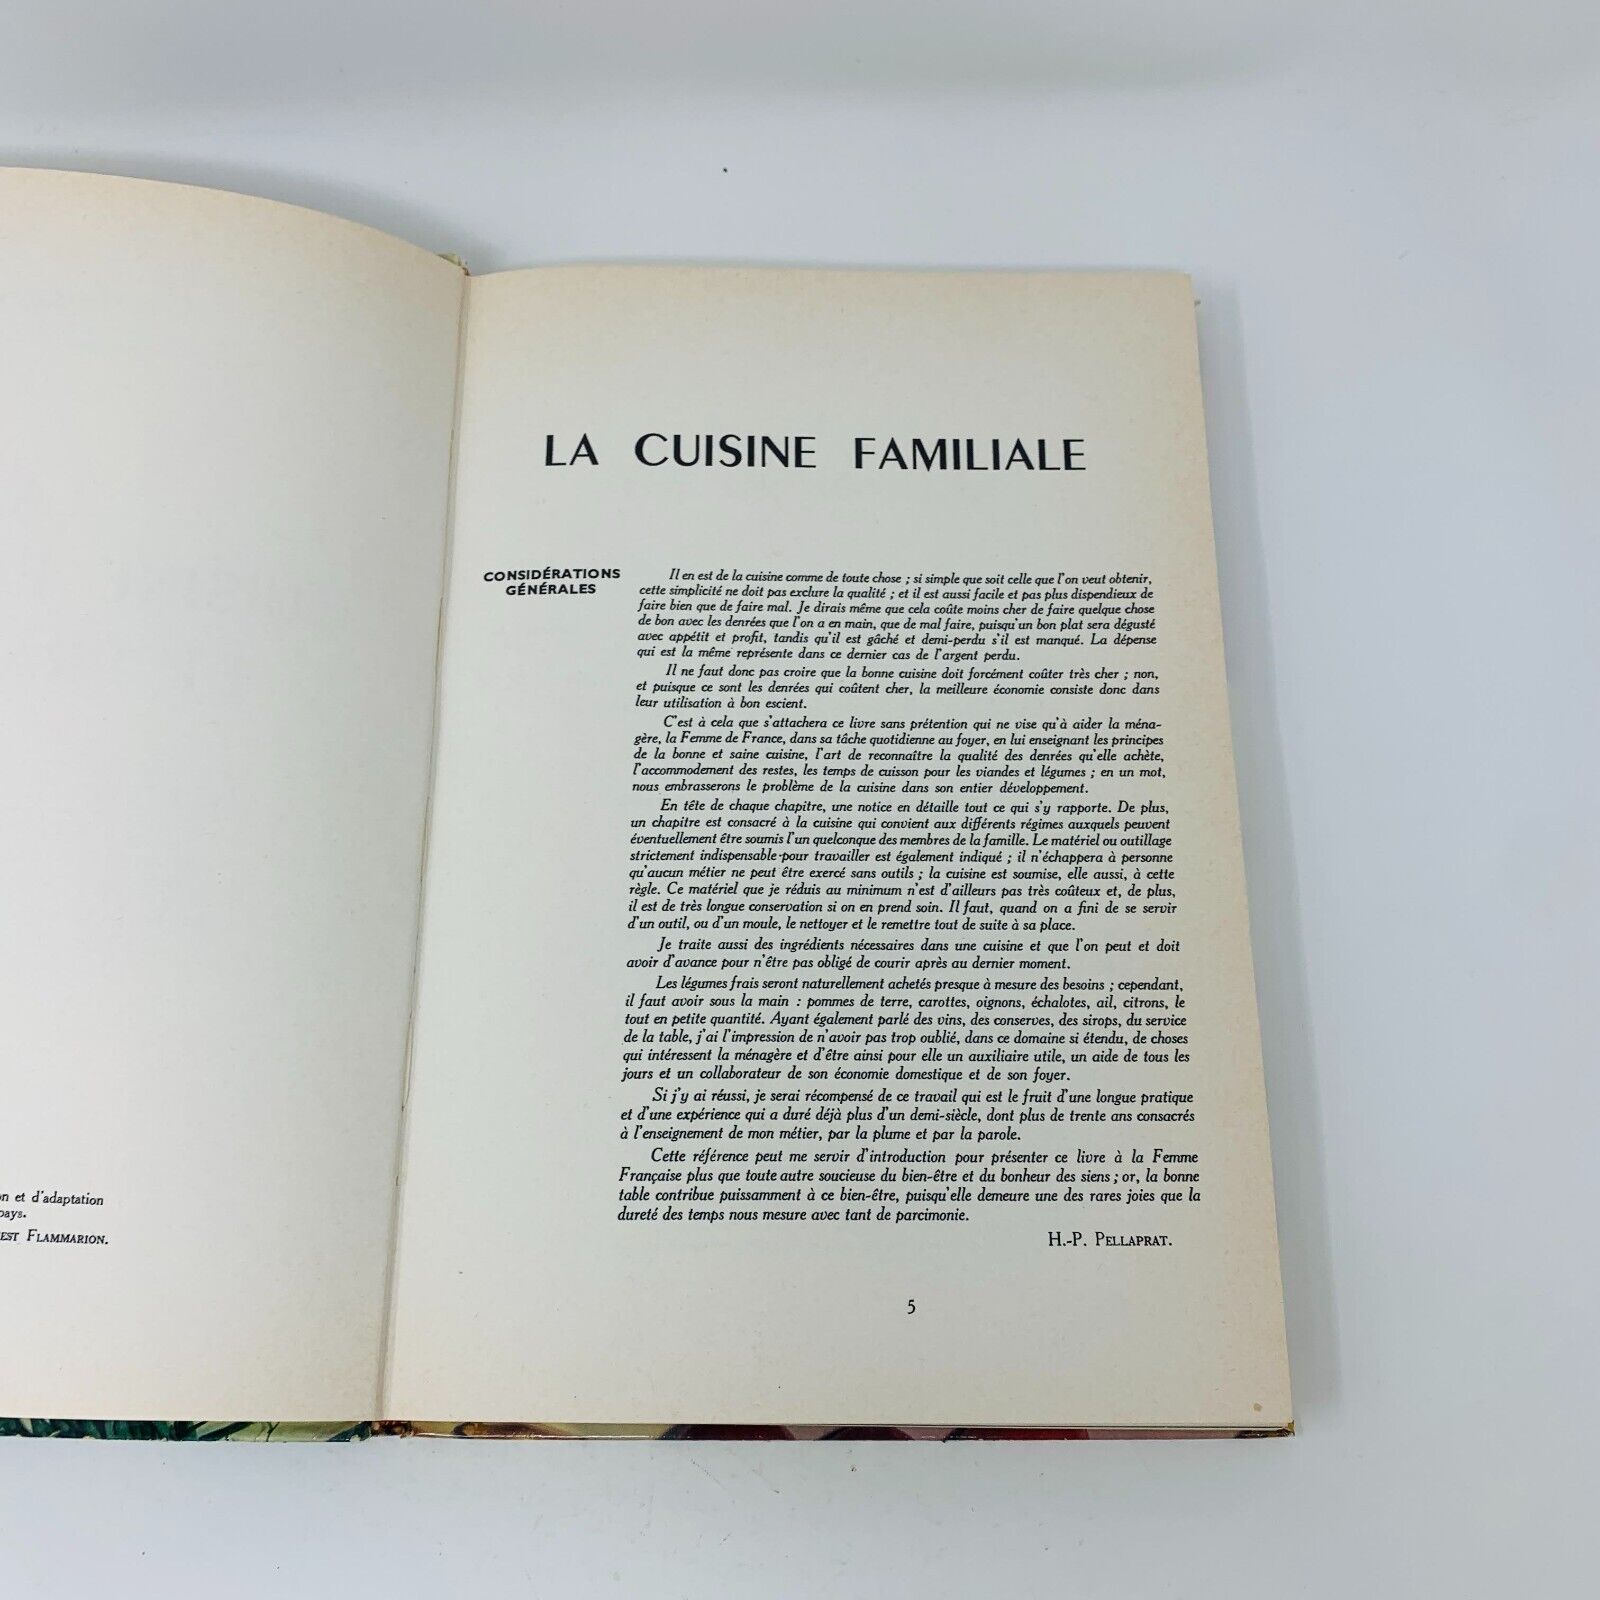 on et d'adaptation
pays.
EST FLAMMARION.
LA CUISINE FAMILIALE
CONSIDÉRATIONS
GÉNÉRALES
Il en est de la cuisine comme de toute chose ; si simple que soit celle que l'on veut obtenir,
cette simplicité ne doit pas exclure la qualité ; et il est aussi facile et pas plus dispendieux de
faire bien que de faire mal. Je dirais même que cela coûte moins cher de faire quelque chose
de bon avec les denrées que l'on a en main, que de mal faire, puisqu'un bon plat sera dégusté
avec appétit et profit, tandis qu'il est gâché et demi-perdu s'il est manqué. La dépense
qui est la même représente dans ce dernier cas de l'argent perdu.
Il ne faut donc pas croire que la bonne cuisine doit forcément coûter très cher ; non,
et puisque ce sont les denrées qui coûtent cher, la meilleure économie consiste donc dans
leur utilisation à bon escient.
C'est à cela que s'attachera ce livre sans prétention qui ne vise qu'à aider la ména-
gère, la Femme de France, dans sa tâche quotidienne au foyer, en lui enseignant les principes
de la bonne et saine cuisine, l'art de reconnaître la qualité des denrées qu'elle achète,
l'accommodement des restes, les temps de cuisson pour les viandes et légumes ; en un mot,
nous embrasserons le problème de la cuisine dans son entier développement.
En tête de chaque chapitre, une notice en détaille tout ce qui s'y rapporte. De plus,
un chapitre est consacré à la cuisine qui convient aux différents régimes auxquels peuvent
éventuellement être soumis l'un quelconque des membres de la famille. Le matériel ou outillage
strictement indispensable pour travailler est également indiqué ; il n'échappera à personne
qu'aucun métier ne peut être exercé sans outils ; la cuisine est soumise, elle aussi, à cette
règle. Ce matériel que je réduis au minimum n'est d'ailleurs pas très coûteux et, de plus,
il est de très longue conservation si on en prend soin. Il faut, quand on a fini de se servir
d'un outil, ou d'un moule, le nettoyer et le remettre tout de suite à sa place.
Je traite aussi des ingrédients nécessaires dans une cuisine et que l'on peut et doit
avoir d'avance pour n'être pas obligé de courir après au dernier moment.
Les légumes frais seront naturellement achetés presque à mesure des besoins ; cependant,
il faut avoir sous la main : pommes de terre, carottes, oignons, échalotes, ail, citrons, le
tout en petite quantité. Ayant également parlé des vins, des conserves, des sirops, du service
de la table, j'ai l'impression de n'avoir pas trop oublié, dans ce domaine si étendu, de choses
qui intéressent la ménagère et d'être ainsi pour elle un auxiliaire utile, un aide de tous les
jours et un collaborateur de son économie domestique et de son foyer.
Si j'y ai réussi, je serai récompensé de ce travail qui est le fruit d'une longue pratique
et d'une expérience qui a duré déjà plus d'un demi-siècle, dont plus de trente ans consacrés
à l'enseignement de mon métier, par la plume et par la parole.
Cette référence peut me servir d'introduction pour présenter ce livre à la Femme
Française plus que toute autre soucieuse du bien-être et du bonheur des siens ; or, la bonne
table contribue puissamment à ce bien-être, puisqu'elle demeure une des rares joies que la
dureté des temps nous mesure avec tant de parcimonie.
H.-P. PELLAPRAT.
5